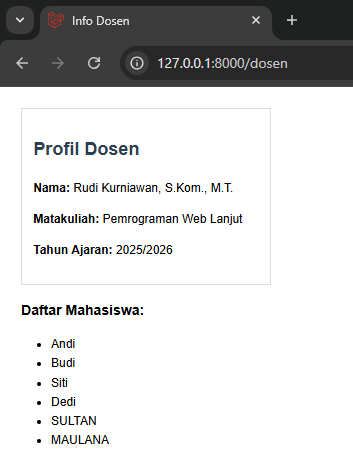 Info Dosen
127.0.0.1:8000/dosen
Profil Dosen
Nama: Rudi Kurniawan, S.Kom., M.T.
Matakuliah: Pemrograman Web Lanjut
Tahun Ajaran: 2025/2026
Daftar Mahasiswa:
Andi
Budi
Siti
Dedi
SULTAN
MAULANA